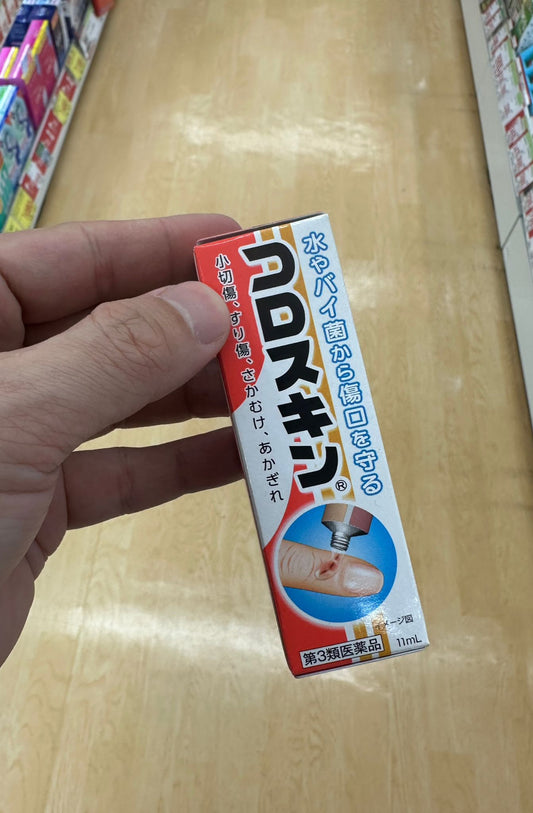 水やバイ菌から傷口を守る
コロスキン®
小切傷、すり傷、さかむけ、あかぎれ
イメージ図
第3類医薬品
11mL